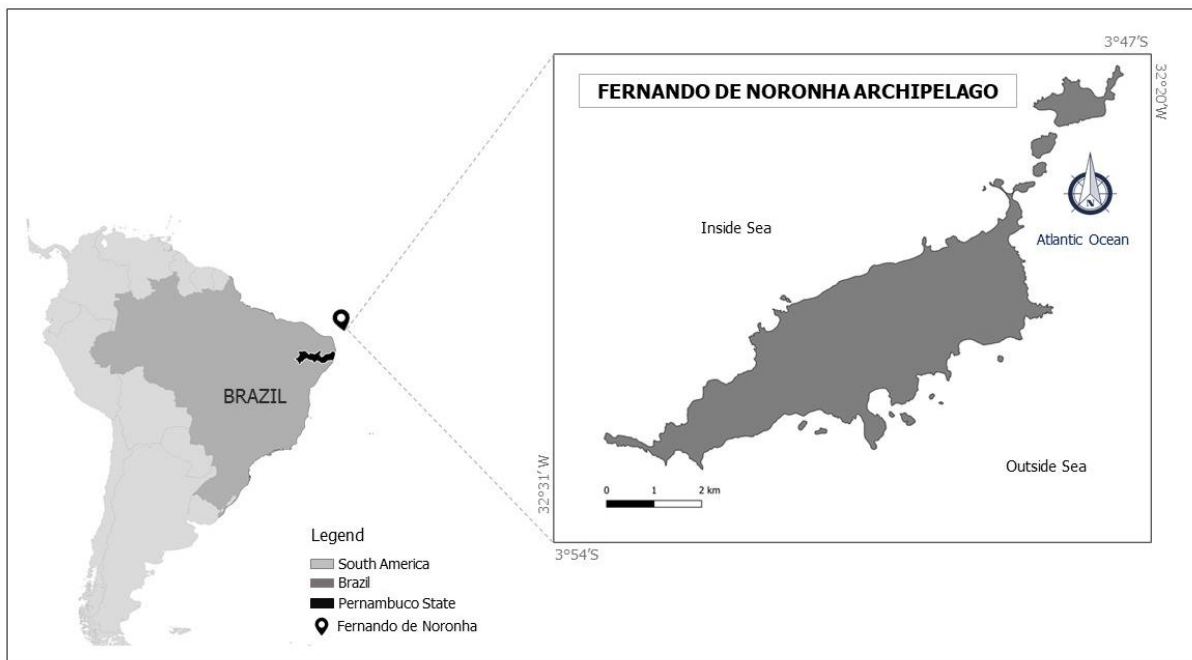 3°47'S
32°20'W
FERNANDO DE NORONHA ARCHIPELAGO
N
Inside Sea
Atlantic Ocean
BRAZIL
Outside Sea
0 1 2 km
32°31' W
3°54'S
Legend
South America
Brazil
Pernambuco State
Fernando de Noronha